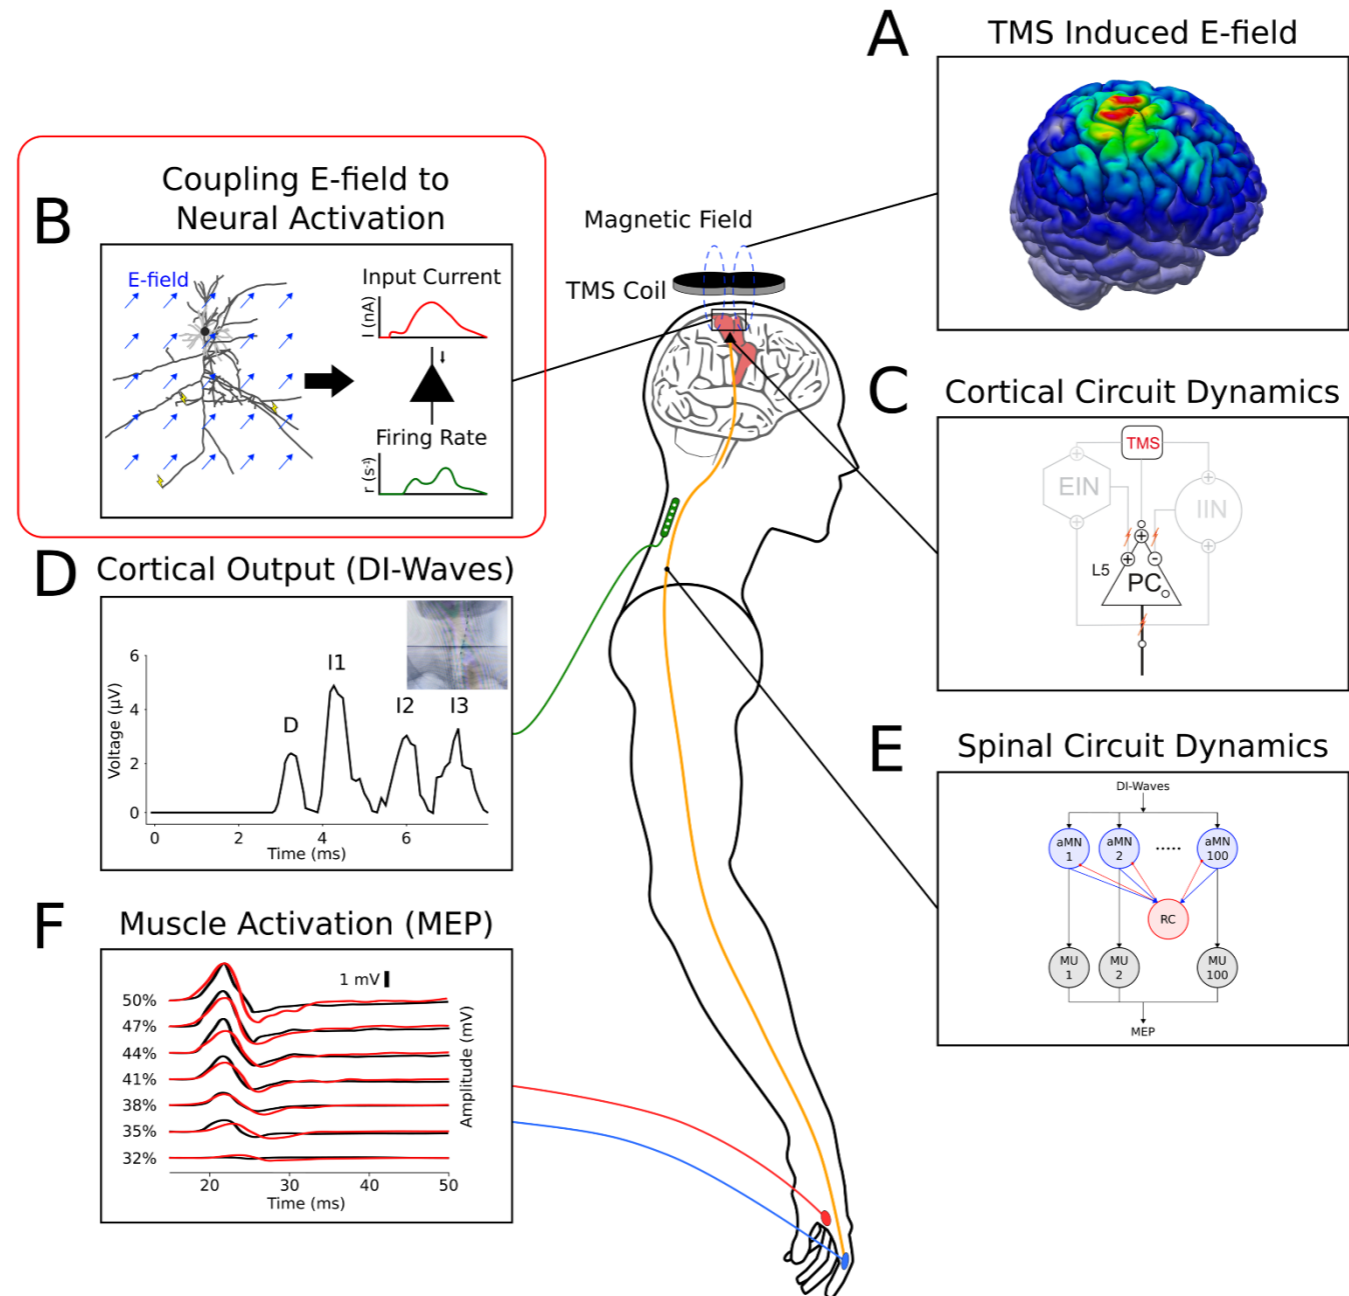 A
TMS Induced E-field
B
Coupling E-field to
Neural Activation
E-field
Input Current
I (nA)
Firing Rate
r (s⁻¹)
Magnetic Field
TMS Coil
C
Cortical Circuit Dynamics
TMS
EIN
IIN
+
+
+
+
+
+
-
L5
PC
D
Cortical Output (DI-Waves)
Voltage (µV)
6
4
2
0
D
I1
I2
I3
0
2
4
6
Time (ms)
E
Spinal Circuit Dynamics
DI-Waves
aMN
1
aMN
2
.....
aMN
100
RC
MU
1
MU
2
MU
100
MEP
F
Muscle Activation (MEP)
1 mV
50%
47%
44%
41%
38%
35%
32%
Amplitude (mV)
20
30
40
50
Time (ms)